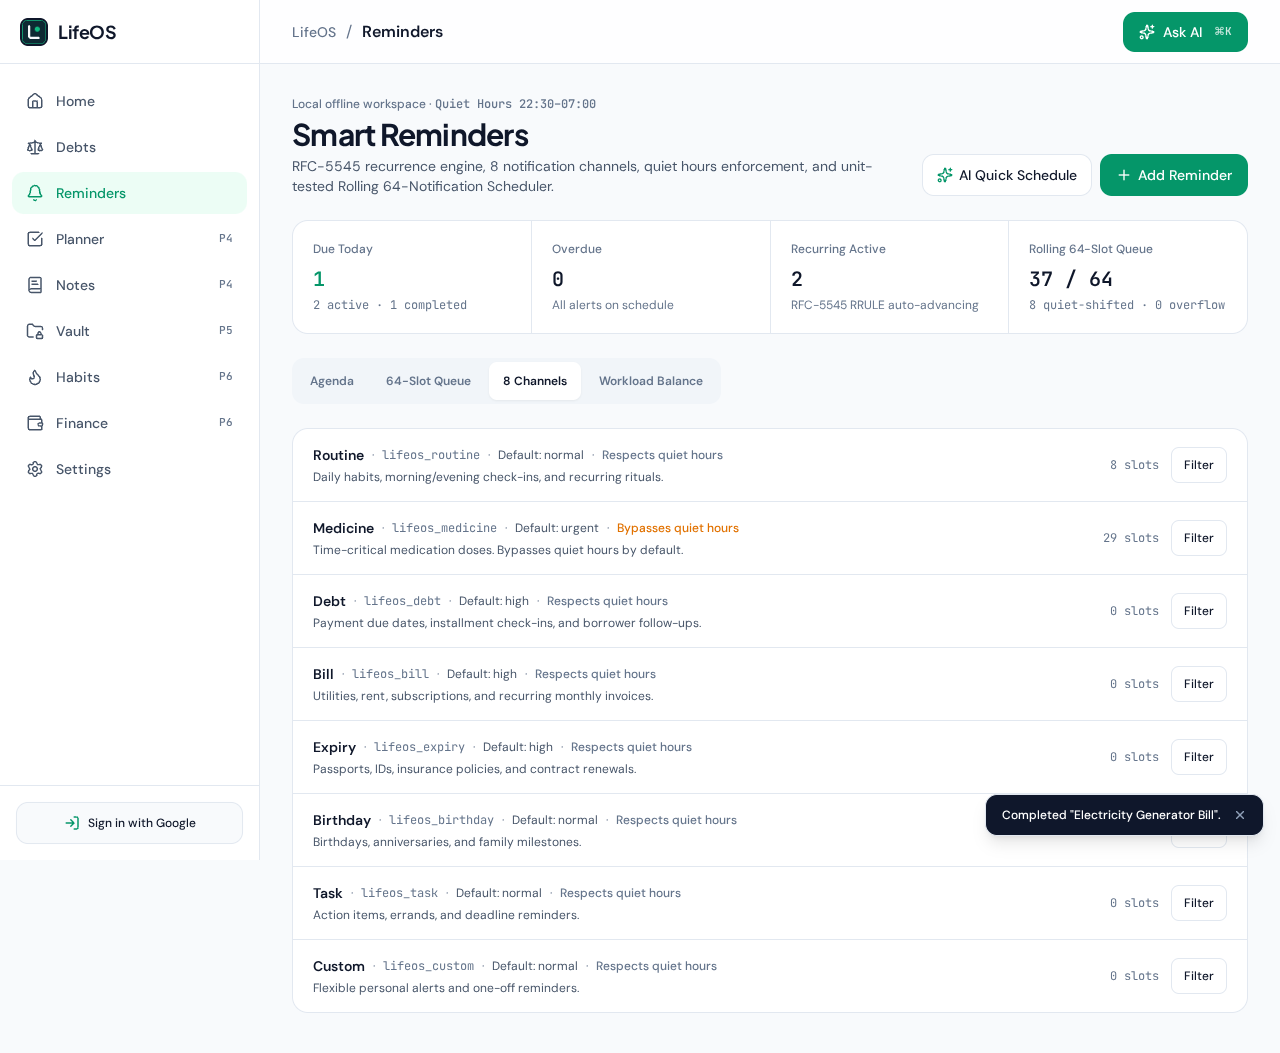 LifeOS
LifeOS / Reminders
Ask AI ⌘K
Home
Debts
Reminders
Planner P4
Notes P4
Vault P5
Habits P6
Finance P6
Settings
Sign in with Google
Local offline workspace · Quiet Hours 22:30–07:00
Smart Reminders
RFC-5545 recurrence engine, 8 notification channels, quiet hours enforcement, and unit-
tested Rolling 64-Notification Scheduler.
AI Quick Schedule
Add Reminder
Due Today
1
2 active · 1 completed
Overdue
0
All alerts on schedule
Recurring Active
2
RFC-5545 RRULE auto-advancing
Rolling 64-Slot Queue
37 / 64
8 quiet-shifted · 0 overflow
Agenda
64-Slot Queue
8 Channels
Workload Balance
Routine · lifeos_routine · Default: normal · Respects quiet hours
Daily habits, morning/evening check-ins, and recurring rituals.
8 slots Filter
Medicine · lifeos_medicine · Default: urgent · Bypasses quiet hours
Time-critical medication doses. Bypasses quiet hours by default.
29 slots Filter
Debt · lifeos_debt · Default: high · Respects quiet hours
Payment due dates, installment check-ins, and borrower follow-ups.
0 slots Filter
Bill · lifeos_bill · Default: high · Respects quiet hours
Utilities, rent, subscriptions, and recurring monthly invoices.
0 slots Filter
Expiry · lifeos_expiry · Default: high · Respects quiet hours
Passports, IDs, insurance policies, and contract renewals.
0 slots Filter
Birthday · lifeos_birthday · Default: normal · Respects quiet hours
Birthdays, anniversaries, and family milestones.
Completed "Electricity Generator Bill".
Task · lifeos_task · Default: normal · Respects quiet hours
Action items, errands, and deadline reminders.
0 slots Filter
Custom · lifeos_custom · Default: normal · Respects quiet hours
Flexible personal alerts and one-off reminders.
0 slots Filter